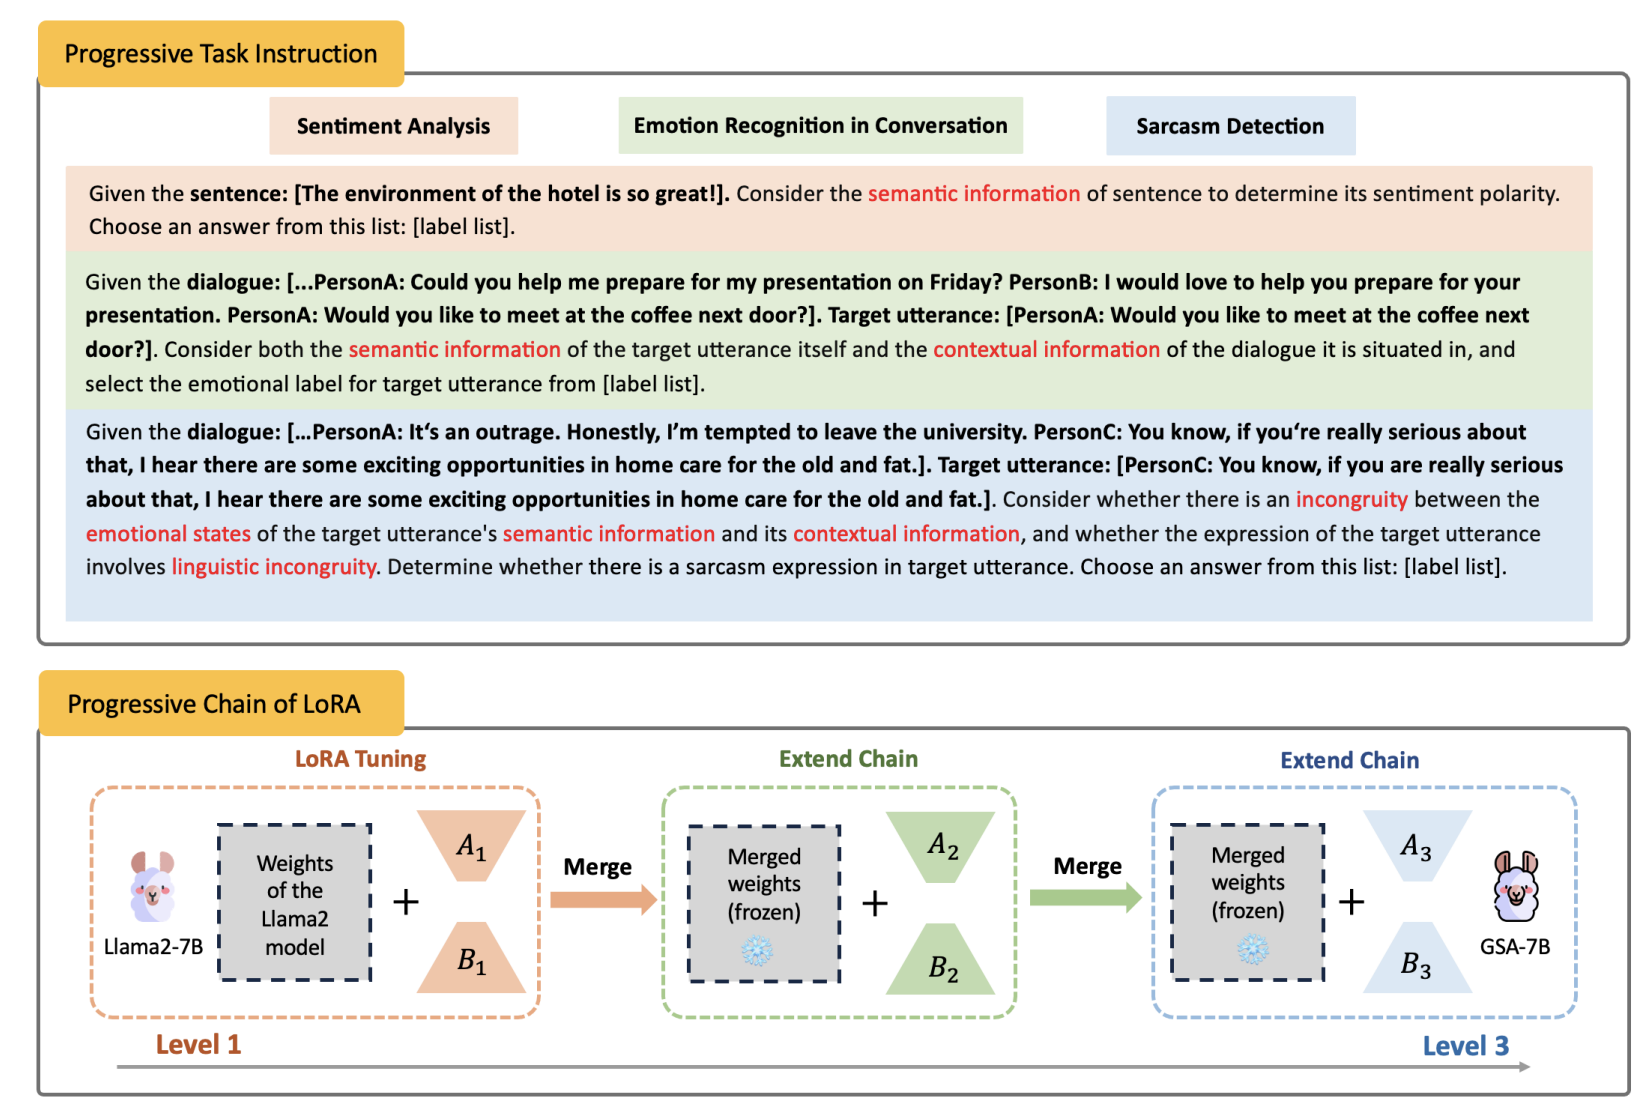 Progressive Task Instruction
Sentiment Analysis
Emotion Recognition in Conversation
Sarcasm Detection
Given the sentence: [The environment of the hotel is so great!]. Consider the semantic information of sentence to determine its sentiment polarity.
Choose an answer from this list: [label list].
Given the dialogue: [...PersonA: Could you help me prepare for my presentation on Friday? PersonB: I would love to help you prepare for your
presentation. PersonA: Would you like to meet at the coffee next door?]. Target utterance: [PersonA: Would you like to meet at the coffee next
door?]. Consider both the semantic information of the target utterance itself and the contextual information of the dialogue it is situated in, and
select the emotional label for target utterance from [label list].
Given the dialogue: […PersonA: It‘s an outrage. Honestly, I’m tempted to leave the university. PersonC: You know, if you‘re really serious about
that, I hear there are some exciting opportunities in home care for the old and fat.]. Target utterance: [PersonC: You know, if you are really serious
about that, I hear there are some exciting opportunities in home care for the old and fat.]. Consider whether there is an incongruity between the
emotional states of the target utterance's semantic information and its contextual information, and whether the expression of the target utterance
involves linguistic incongruity. Determine whether there is a sarcasm expression in target utterance. Choose an answer from this list: [label list].
Progressive Chain of LoRA
LoRA Tuning
Llama2-7B
Weights
of the
Llama2
model
+
A₁
B₁
Merge
Extend Chain
Merged
weights
(frozen)
+
A₂
B₂
Merge
Extend Chain
Merged
weights
(frozen)
+
A₃
B₃
GSA-7B
Level 1
Level 3